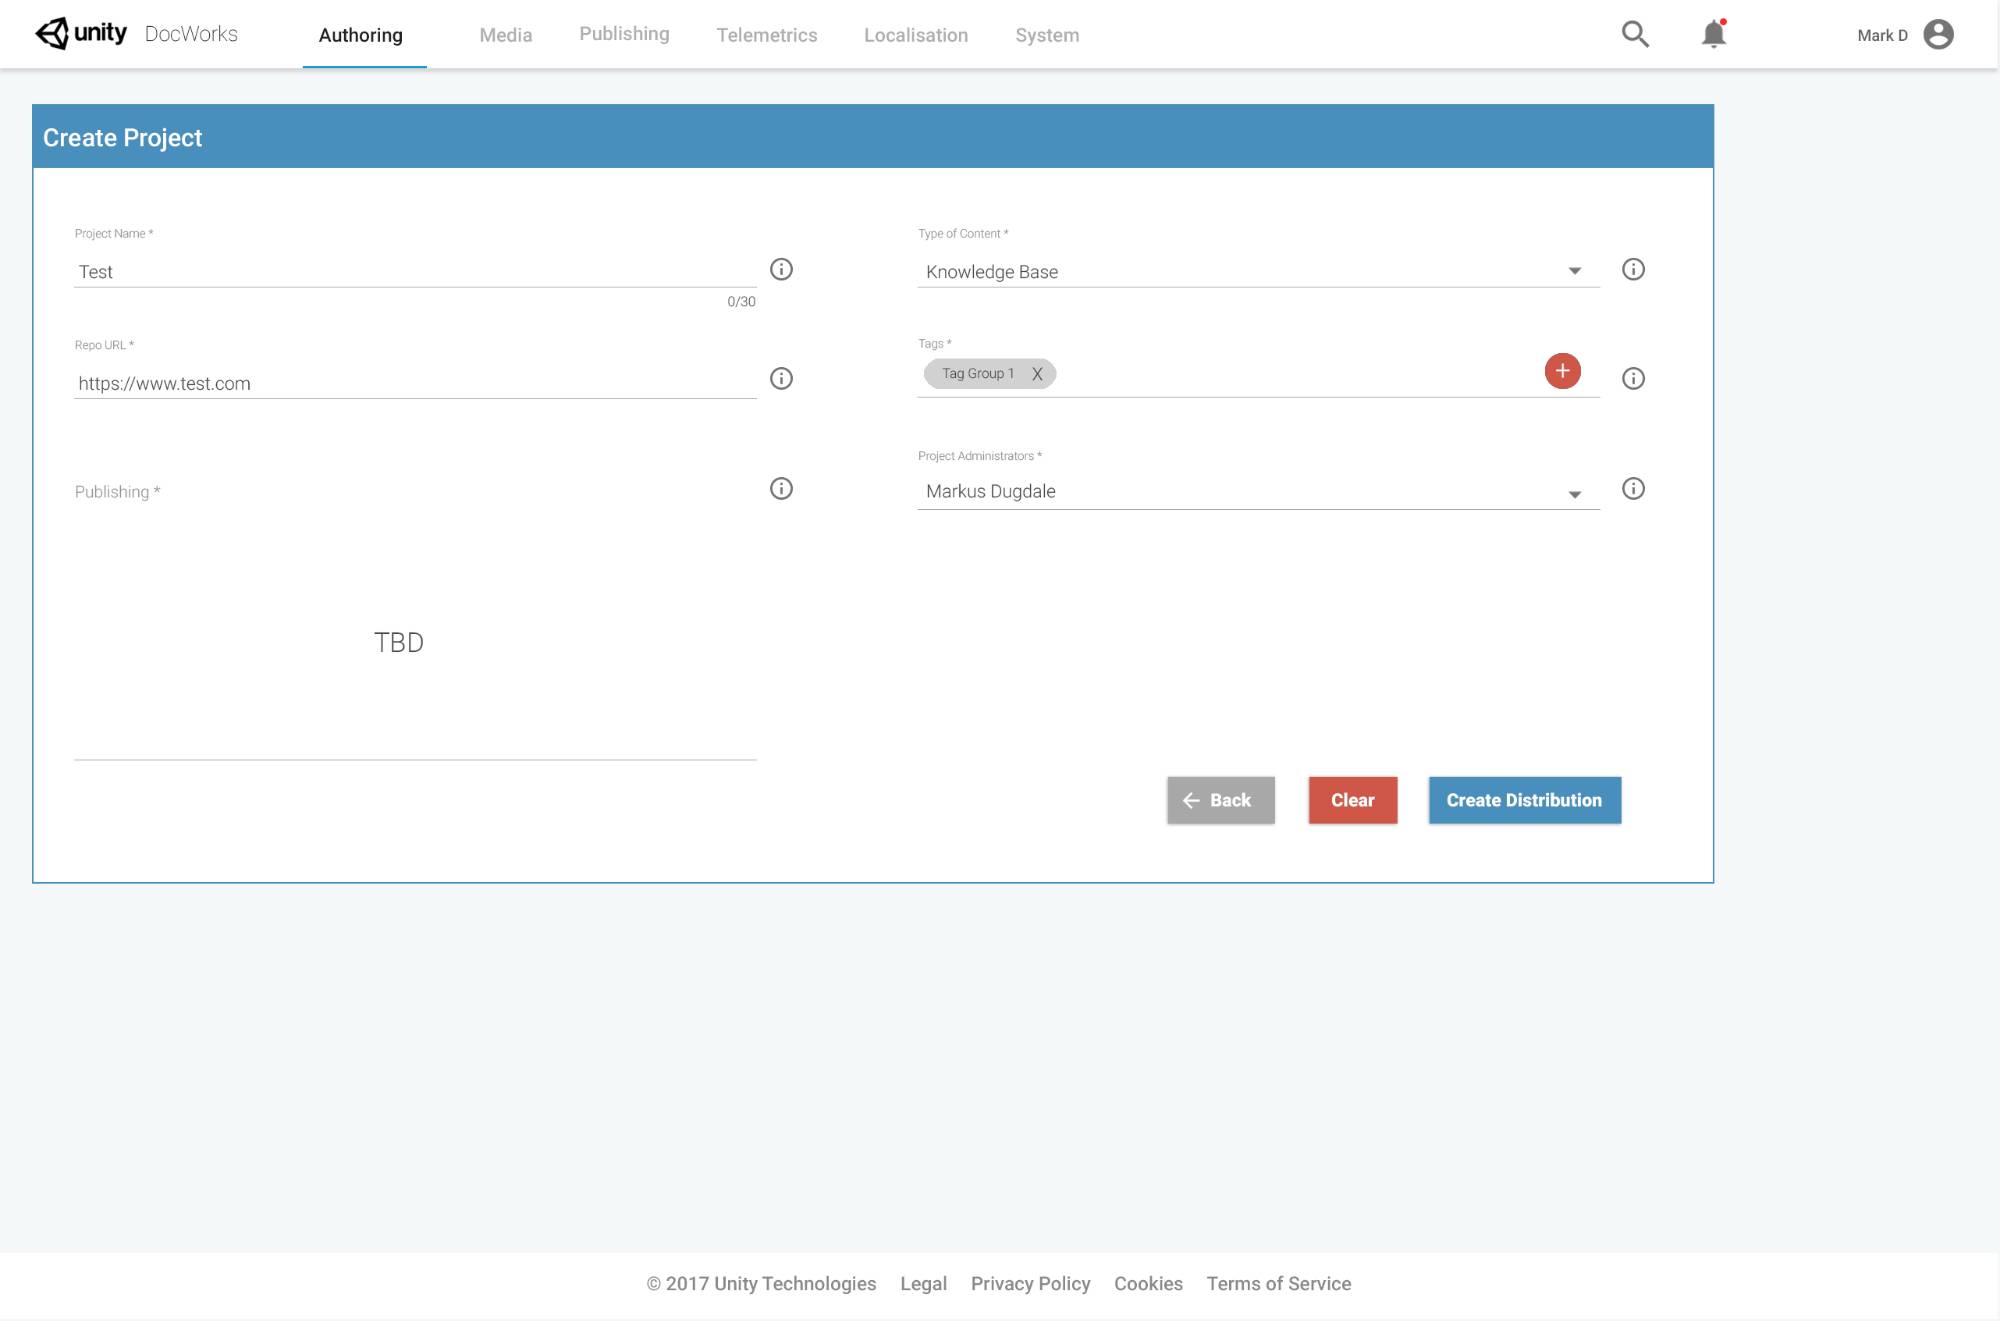 unity DocWorks Authoring Media Publishing Telemetrics Localisation System Mark D
Create Project
Project Name *
Test
0/30
Type of Content *
Knowledge Base
Repo URL *
https://www.test.com
Tags *
Tag Group 1 X
Publishing *
Project Administrators *
Markus Dugdale
TBD
Back Clear Create Distribution
© 2017 Unity Technologies Legal Privacy Policy Cookies Terms of Service